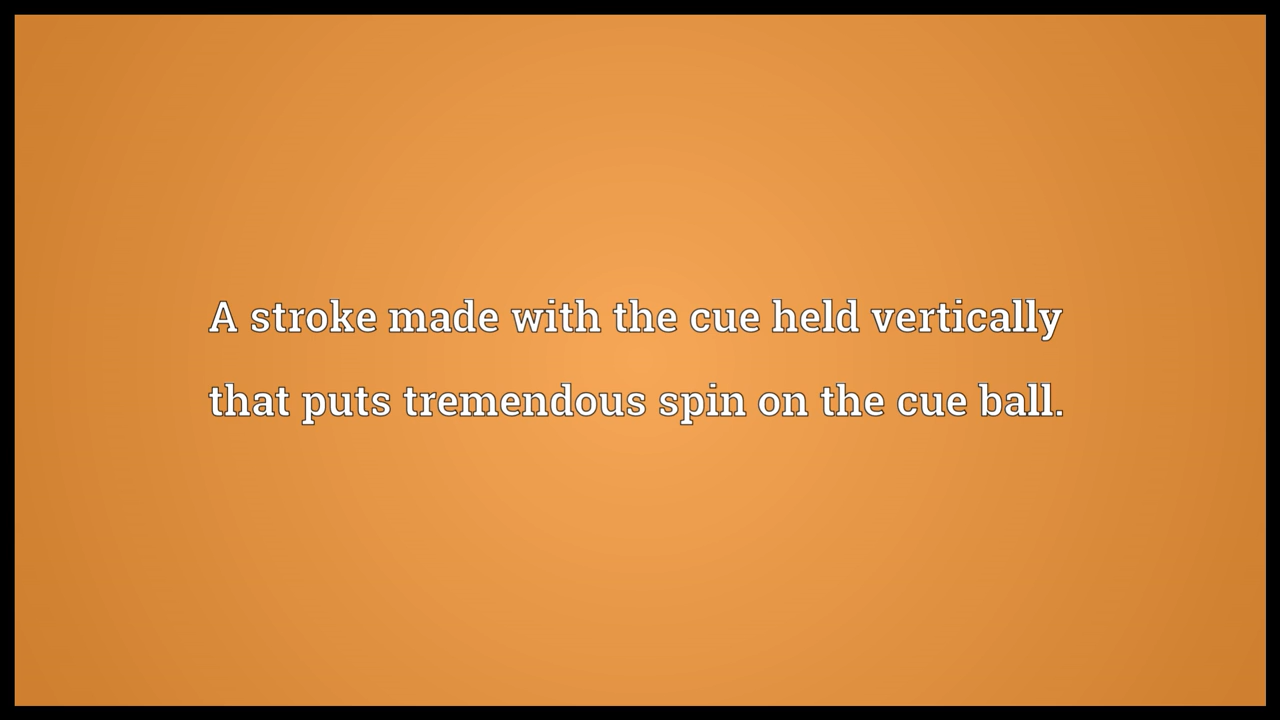 A stroke made with the cue held vertically
that puts tremendous spin on the cue ball.